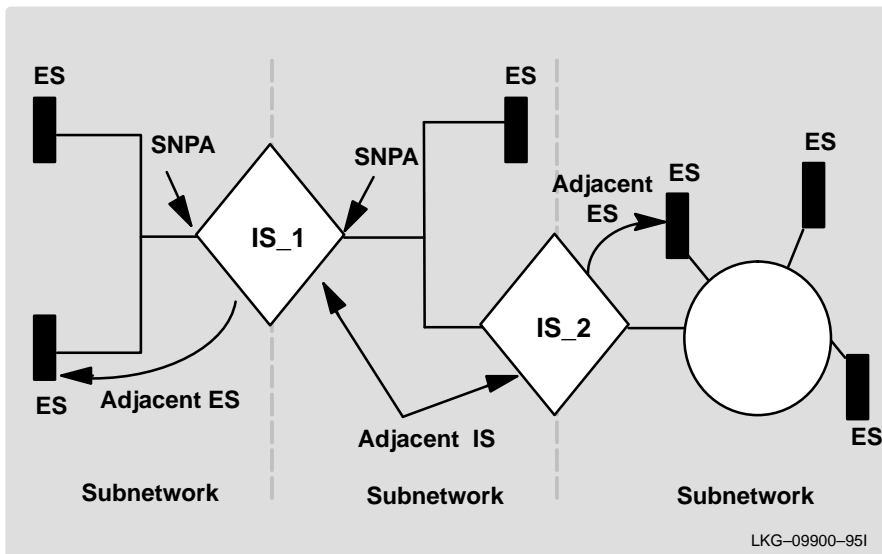 ES
ES
SNPA
SNPA
ES
ES
Adjacent
ES
IS_1
IS_2
ES
Adjacent ES
Adjacent IS
ES
Subnetwork
Subnetwork
Subnetwork
LKG–09900–95I